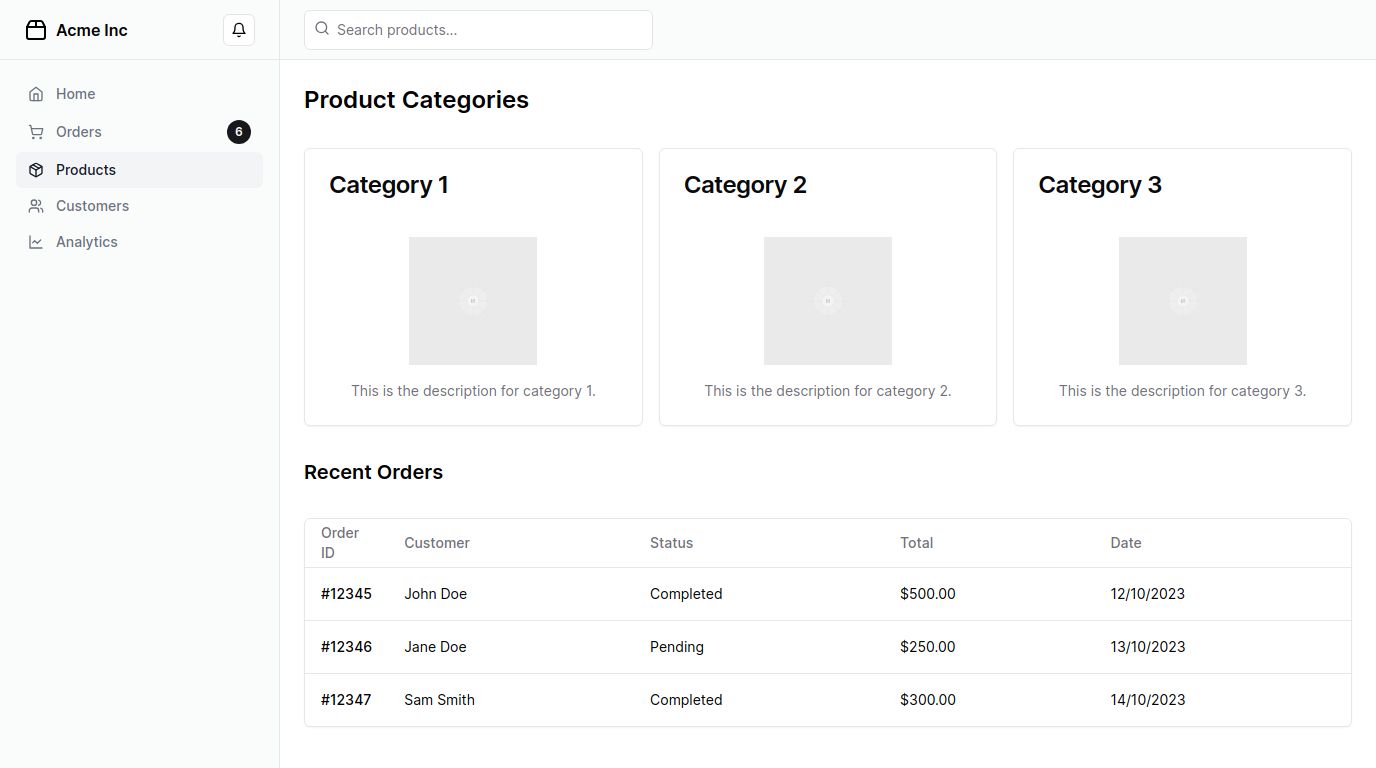 Acme Inc
Search products...
Home
Orders 6
Products
Customers
Analytics
Product Categories
Category 1 Category 2 Category 3
This is the description for category 1. This is the description for category 2. This is the description for category 3.
Recent Orders
Order
ID Customer Status Total Date
#12345 John Doe Completed $500.00 12/10/2023
#12346 Jane Doe Pending $250.00 13/10/2023
#12347 Sam Smith Completed $300.00 14/10/2023